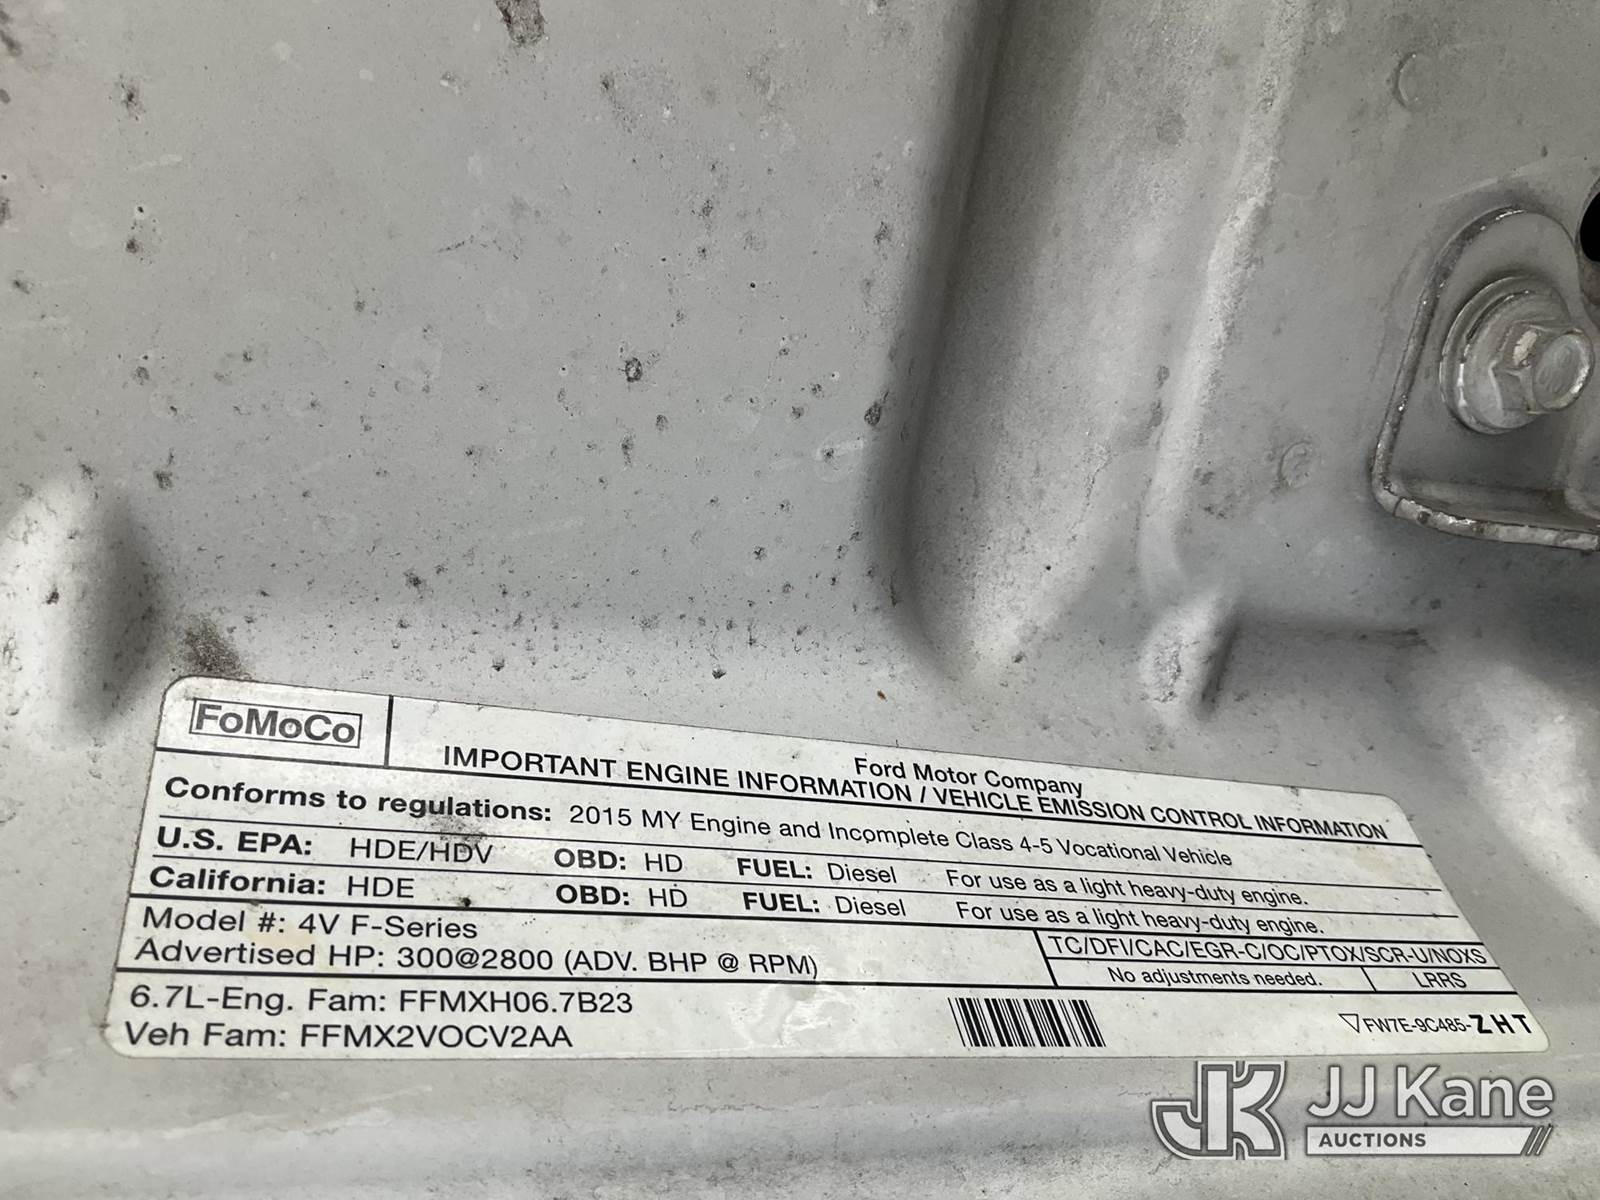 FoMoCo
Ford Motor Company
IMPORTANT ENGINE INFORMATION / VEHICLE EMISSION CONTROL INFORMATION
Conforms to regulations: 2015 MY Engine and Incomplete Class 4-5 Vocational Vehicle
U.S. EPA: HDE/HDV OBD: HD FUEL: Diesel For use as a light heavy-duty engine.
California: HDE OBD: HD FUEL: Diesel For use as a light heavy-duty engine.
Model #: 4V F-Series
Advertised HP: 300@2800 (ADV. BHP @ RPM)
TC/DFI/CAC/EGR-C/OC/PTOX/SCR-U/NOXS
No adjustments needed. LRRS
6.7L-Eng. Fam: FFMXH06.7B23
Veh Fam: FFMX2VOCV2AA
FW7E-9C485-ZHT
JK JJ Kane
AUCTIONS